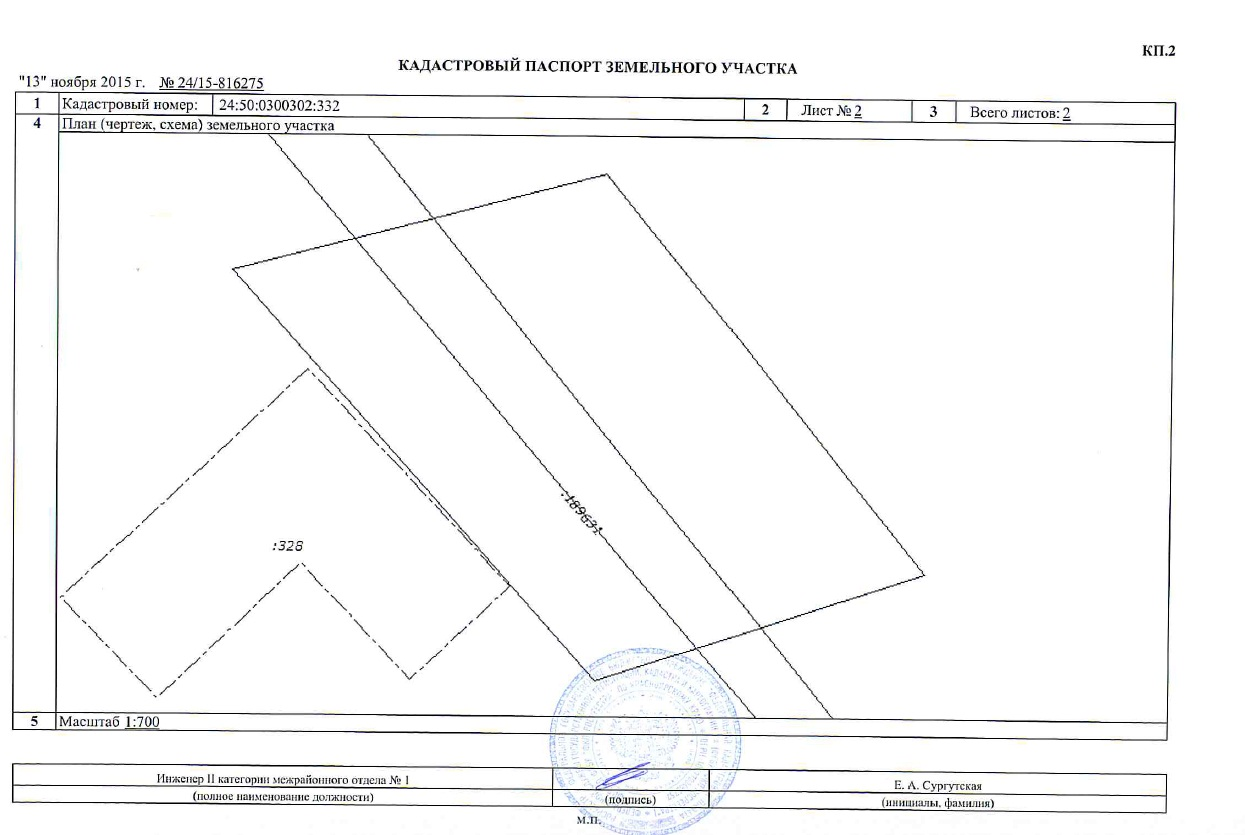 КП.2
КАДАСТРОВЫЙ ПАСПОРТ ЗЕМЕЛЬНОГО УЧАСТКА
"13" ноября 2015 г. № 24/15-816275
1 Кадастровый номер: 24:50:0300302:332 2 Лист № 2 3 Всего листов: 2
4 План (чертеж, схема) земельного участка
:189631
:328
5 Масштаб 1:700
Инженер II категории межрайонного отдела № 1 Е. А. Сургутская
(полное наименование должности) (подпись) (инициалы, фамилия)
М.П.